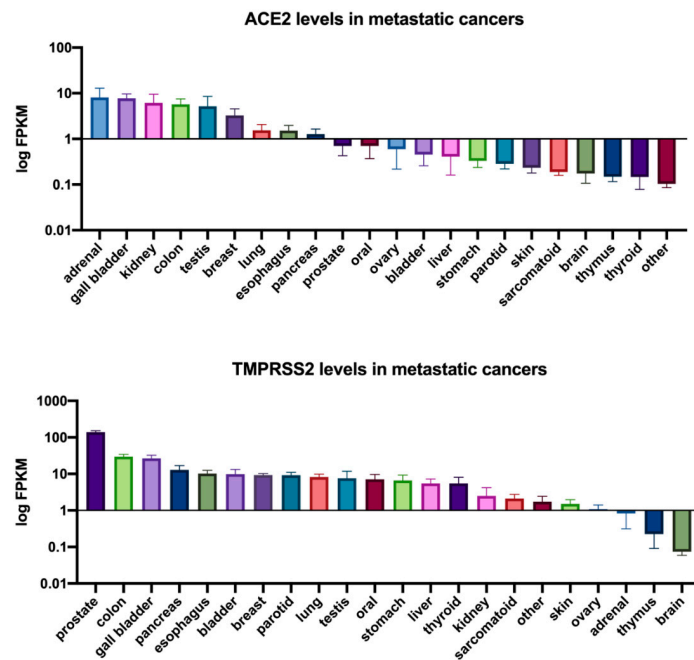 ACE2 levels in metastatic cancers
log FPKM
100
10
1
0.1
0.01
adrenal
gall bladder
kidney
colon
testis
breast
lung
esophagus
pancreas
prostate
oral
ovary
bladder
liver
stomach
parotid
skin
sarcomatoid
brain
thymus
thyroid
other
TMPRSS2 levels in metastatic cancers
log FPKM
1000
100
10
1
0.1
0.01
prostate
colon
gall bladder
pancreas
esophagus
bladder
breast
parotid
lung
testis
oral
stomach
liver
thyroid
kidney
sarcomatoid
other
skin
ovary
adrenal
thymus
brain